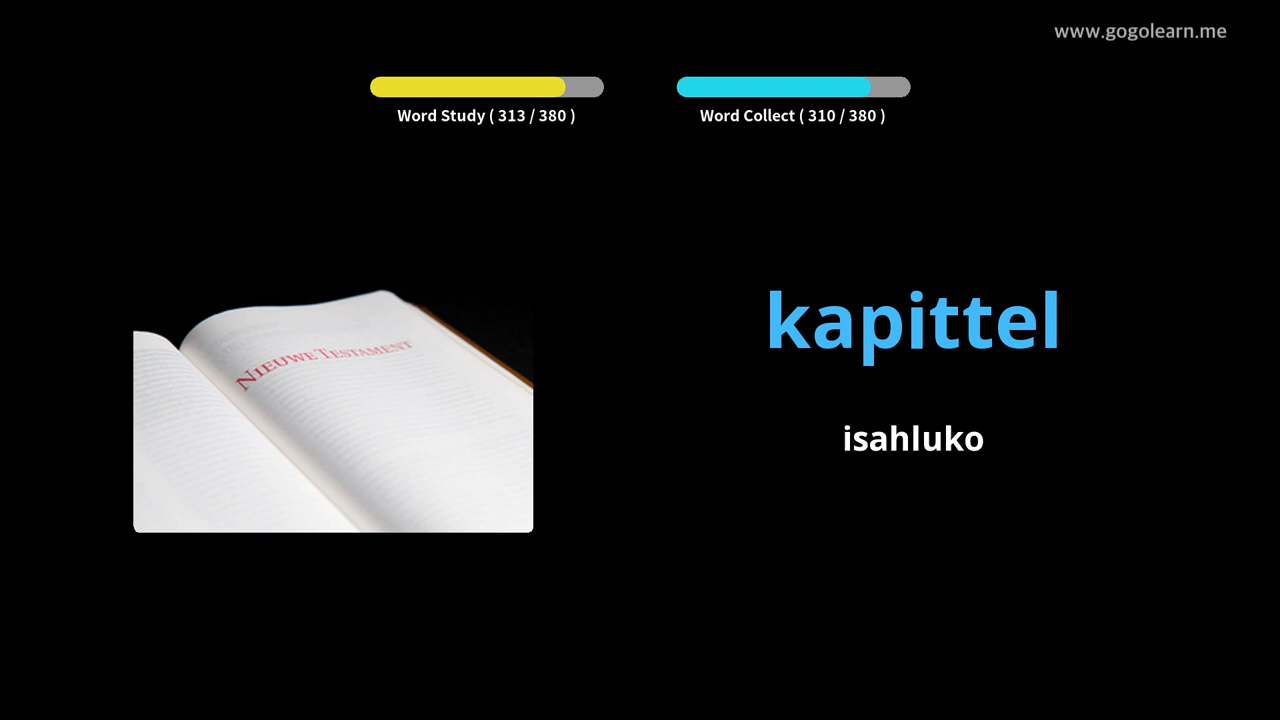 www.gogolearn.me
Word Study ( 313 / 380 )
Word Collect ( 310 / 380 )
NIEUWE TESTAMENT
kapittel
isahluko